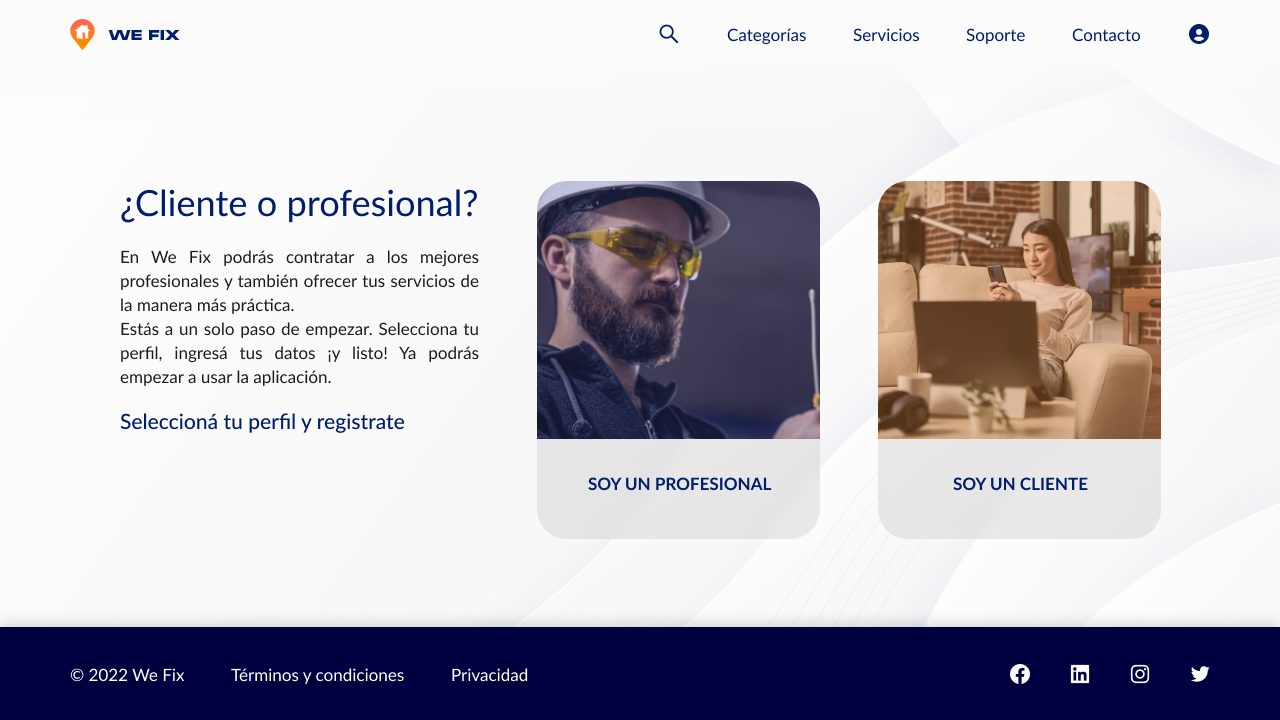 WE FIX
Categorías
Servicios
Soporte
Contacto
¿Cliente o profesional?
En We Fix podrás contratar a los mejores
profesionales y también ofrecer tus servicios de
la manera más práctica.
Estás a un solo paso de empezar. Selecciona tu
perfil, ingresá tus datos ¡y listo! Ya podrás
empezar a usar la aplicación.
Seleccioná tu perfil y registrate
SOY UN PROFESIONAL
SOY UN CLIENTE
© 2022 We Fix
Términos y condiciones
Privacidad